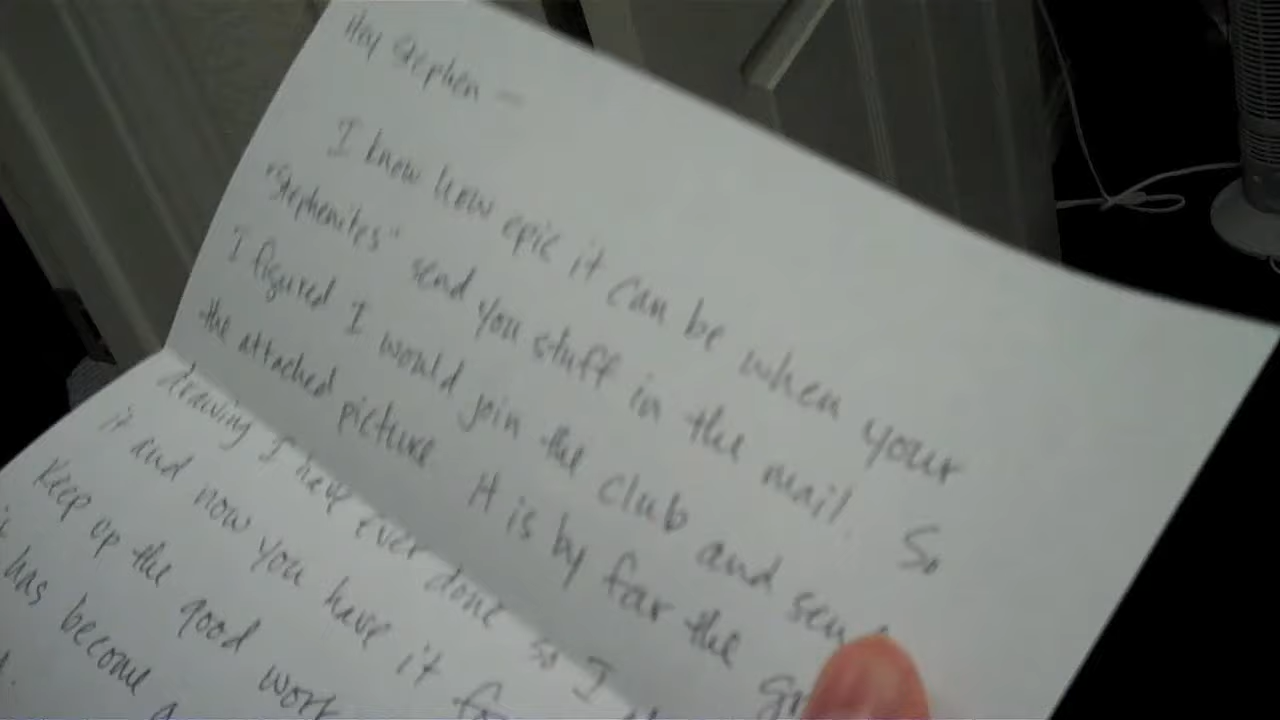 Hey Stephen —
I know how epic it can be when your
"Stephenites" send you stuff in the mail. So
I figured I would join the club and send
the attached picture It is by far the
drawing I have ever done so I
it and now you have it
Keep up the good work
has become